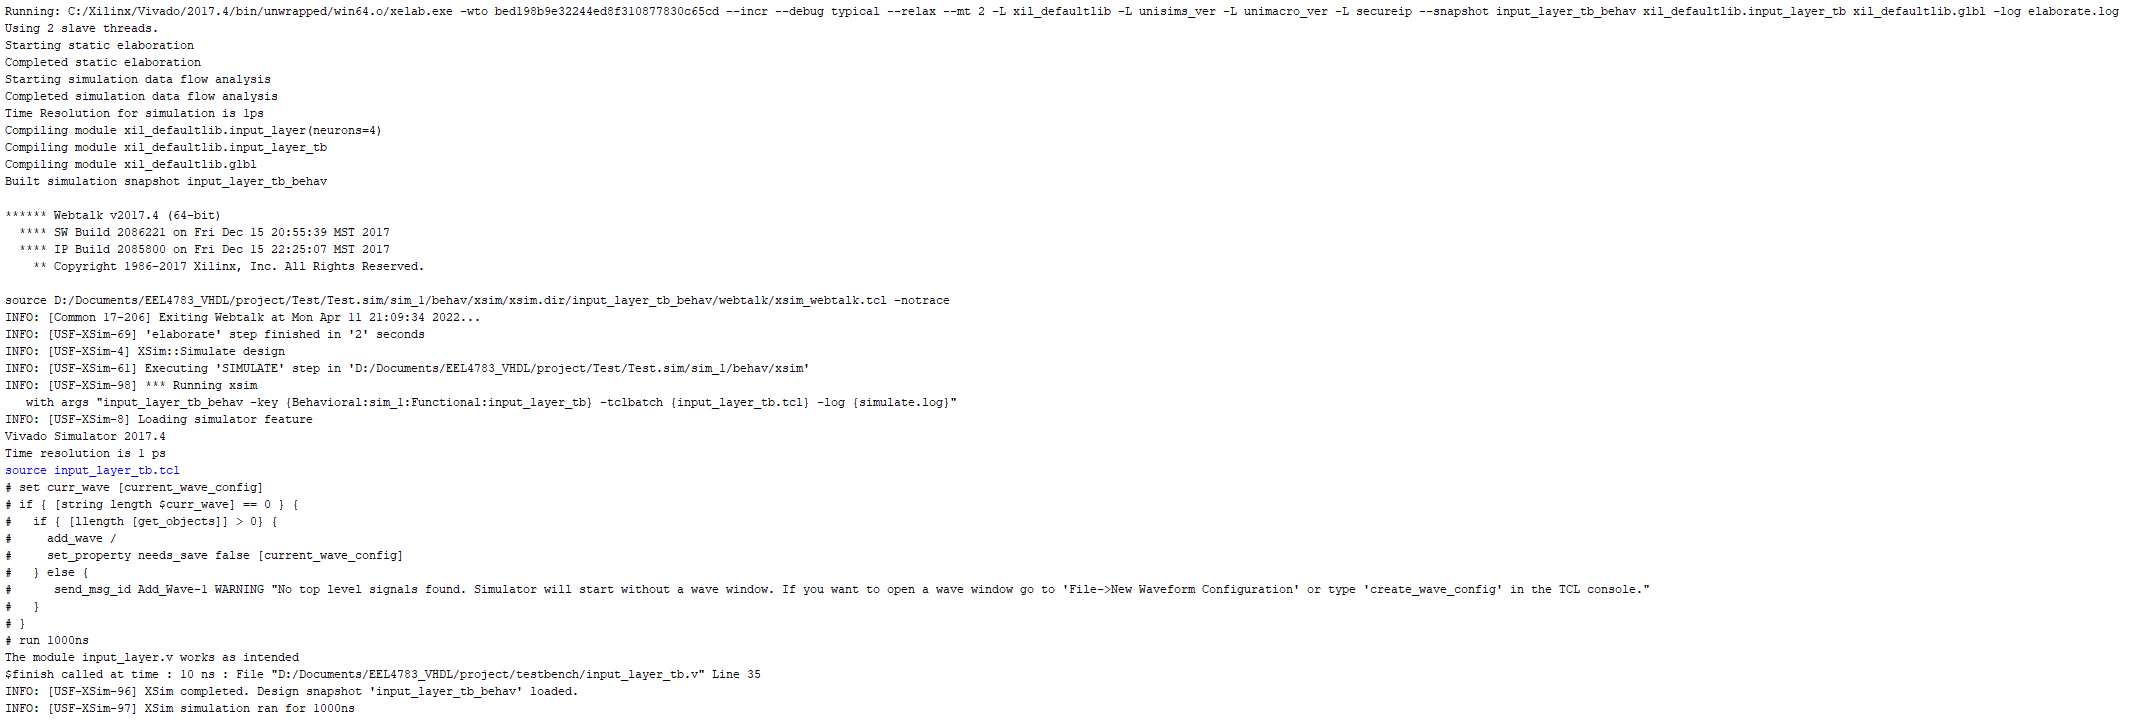 Running: C:/Xilinx/Vivado/2017.4/bin/unwrapped/win64.o/xelab.exe -wto bed198b9e32244ed8f310877830c65cd --incr --debug typical --relax --mt 2 -L xil_defaultlib -L unisims_ver -L unimacro_ver -L secureip --snapshot input_layer_tb_behav xil_defaultlib.input_layer_tb xil_defaultlib.glbl -log elaborate.log
Using 2 slave threads.
Starting static elaboration
Completed static elaboration
Starting simulation data flow analysis
Completed simulation data flow analysis
Time Resolution for simulation is 1ps
Compiling module xil_defaultlib.input_layer(neurons=4)
Compiling module xil_defaultlib.input_layer_tb
Compiling module xil_defaultlib.glbl
Built simulation snapshot input_layer_tb_behav
****** Webtalk v2017.4 (64-bit)
  **** SW Build 2086221 on Fri Dec 15 20:55:39 MST 2017
  **** IP Build 2085800 on Fri Dec 15 22:25:07 MST 2017
    ** Copyright 1986-2017 Xilinx, Inc. All Rights Reserved.
source D:/Documents/EEL4783_VHDL/project/Test/Test.sim/sim_1/behav/xsim/xsim.dir/input_layer_tb_behav/webtalk/xsim_webtalk.tcl -notrace
INFO: [Common 17-206] Exiting Webtalk at Mon Apr 11 21:09:34 2022...
INFO: [USF-XSim-69] 'elaborate' step finished in '2' seconds
INFO: [USF-XSim-4] XSim::Simulate design
INFO: [USF-XSim-61] Executing 'SIMULATE' step in 'D:/Documents/EEL4783_VHDL/project/Test/Test.sim/sim_1/behav/xsim'
INFO: [USF-XSim-98] *** Running xsim
   with args "input_layer_tb_behav -key {Behavioral:sim_1:Functional:input_layer_tb} -tclbatch {input_layer_tb.tcl} -log {simulate.log}"
INFO: [USF-XSim-8] Loading simulator feature
Vivado Simulator 2017.4
Time resolution is 1 ps
source input_layer_tb.tcl
# set curr_wave [current_wave_config]
# if { [string length $curr_wave] == 0 } {
#   if { [llength [get_objects]] > 0} {
#     add_wave /
#     set_property needs_save false [current_wave_config]
#   } else {
#      send_msg_id Add_Wave-1 WARNING "No top level signals found. Simulator will start without a wave window. If you want to open a wave window go to 'File->New Waveform Configuration' or type 'create_wave_config' in the TCL console."
#   }
# }
# run 1000ns
The module input_layer.v works as intended
$finish called at time : 10 ns : File "D:/Documents/EEL4783_VHDL/project/testbench/input_layer_tb.v" Line 35
INFO: [USF-XSim-96] XSim completed. Design snapshot 'input_layer_tb_behav' loaded.
INFO: [USF-XSim-97] XSim simulation ran for 1000ns